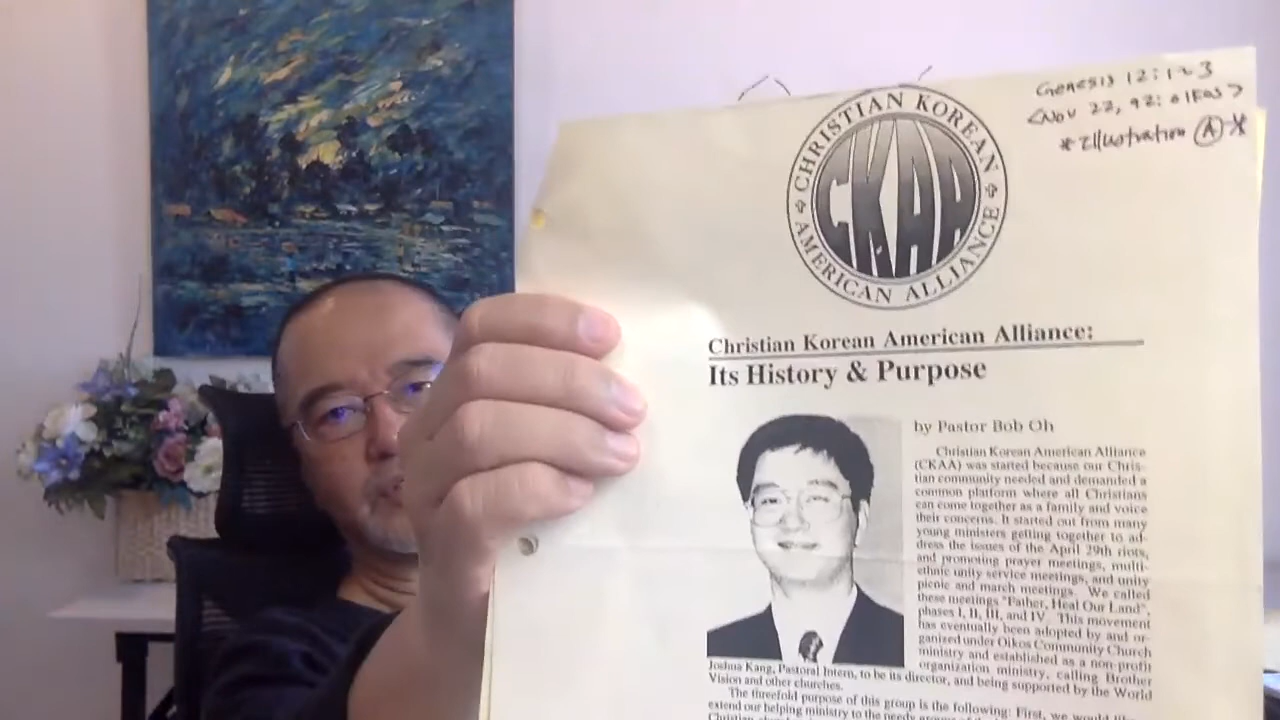 Genesis 12:1~3
<Nov 22, 92: oikos>
*Illustration (A)*
CHRISTIAN KOREAN
CKAA
AMERICAN ALLIANCE
Christian Korean American Alliance:
Its History & Purpose
by Pastor Bob Oh
Christian Korean American Alliance
(CKAA) was started because our Chris-
tian community needed and demanded a
common platform where all Christians
can come together as a family and voice
their concerns. It started out from many
young ministers getting together to ad-
dress the issues of the April 29th riots,
and promoting prayer meetings, multi-
ethnic unity service meetings, and unity
picnic and march meetings. We called
these meetings "Father, Heal Our Land",
phases I, II, III, and IV. This movement
has eventually been adopted by and or-
ganized under Oikos Community Church
ministry and established as a non-profit
organization ministry, calling Brother
Joshua Kang, Pastoral Intern, to be its director, and being supported by the World
Vision and other churches.
The threefold purpose of this group is the following: First, we would
extend our helping ministry to the needy